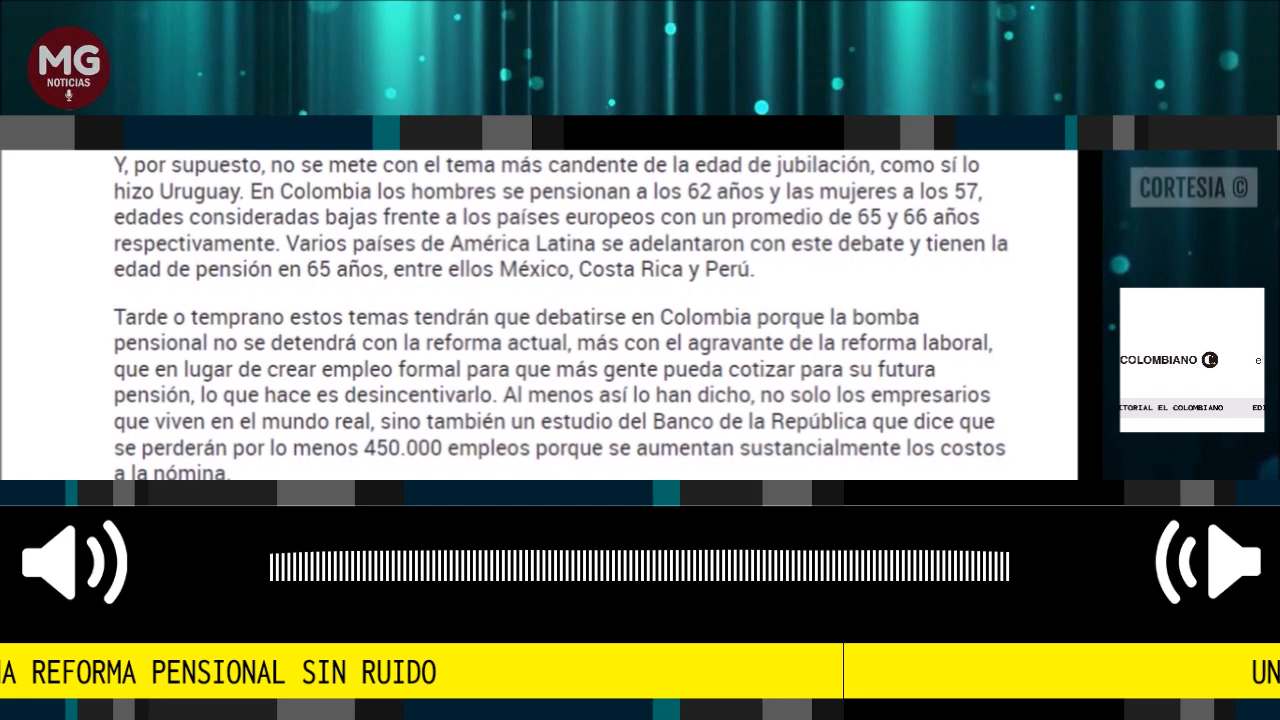 MG
NOTICIAS
Y, por supuesto, no se mete con el tema más candente de la edad de jubilación, como sí lo
hizo Uruguay. En Colombia los hombres se pensionan a los 62 años y las mujeres a los 57,
edades consideradas bajas frente a los países europeos con un promedio de 65 y 66 años
respectivamente. Varios países de América Latina se adelantaron con este debate y tienen la
edad de pensión en 65 años, entre ellos México, Costa Rica y Perú.
Tarde o temprano estos temas tendrán que debatirse en Colombia porque la bomba
pensional no se detendrá con la reforma actual, más con el agravante de la reforma laboral,
que en lugar de crear empleo formal para que más gente pueda cotizar para su futura
pensión, lo que hace es desincentivarlo. Al menos así lo han dicho, no solo los empresarios
que viven en el mundo real, sino también un estudio del Banco de la República que dice que
se perderán por lo menos 450.000 empleos porque se aumentan sustancialmente los costos
a la nómina.
CORTESIA ©
COLOMBIANO C e
ITORIAL EL COLOMBIANO EDI
A REFORMA PENSIONAL SIN RUIDO UN